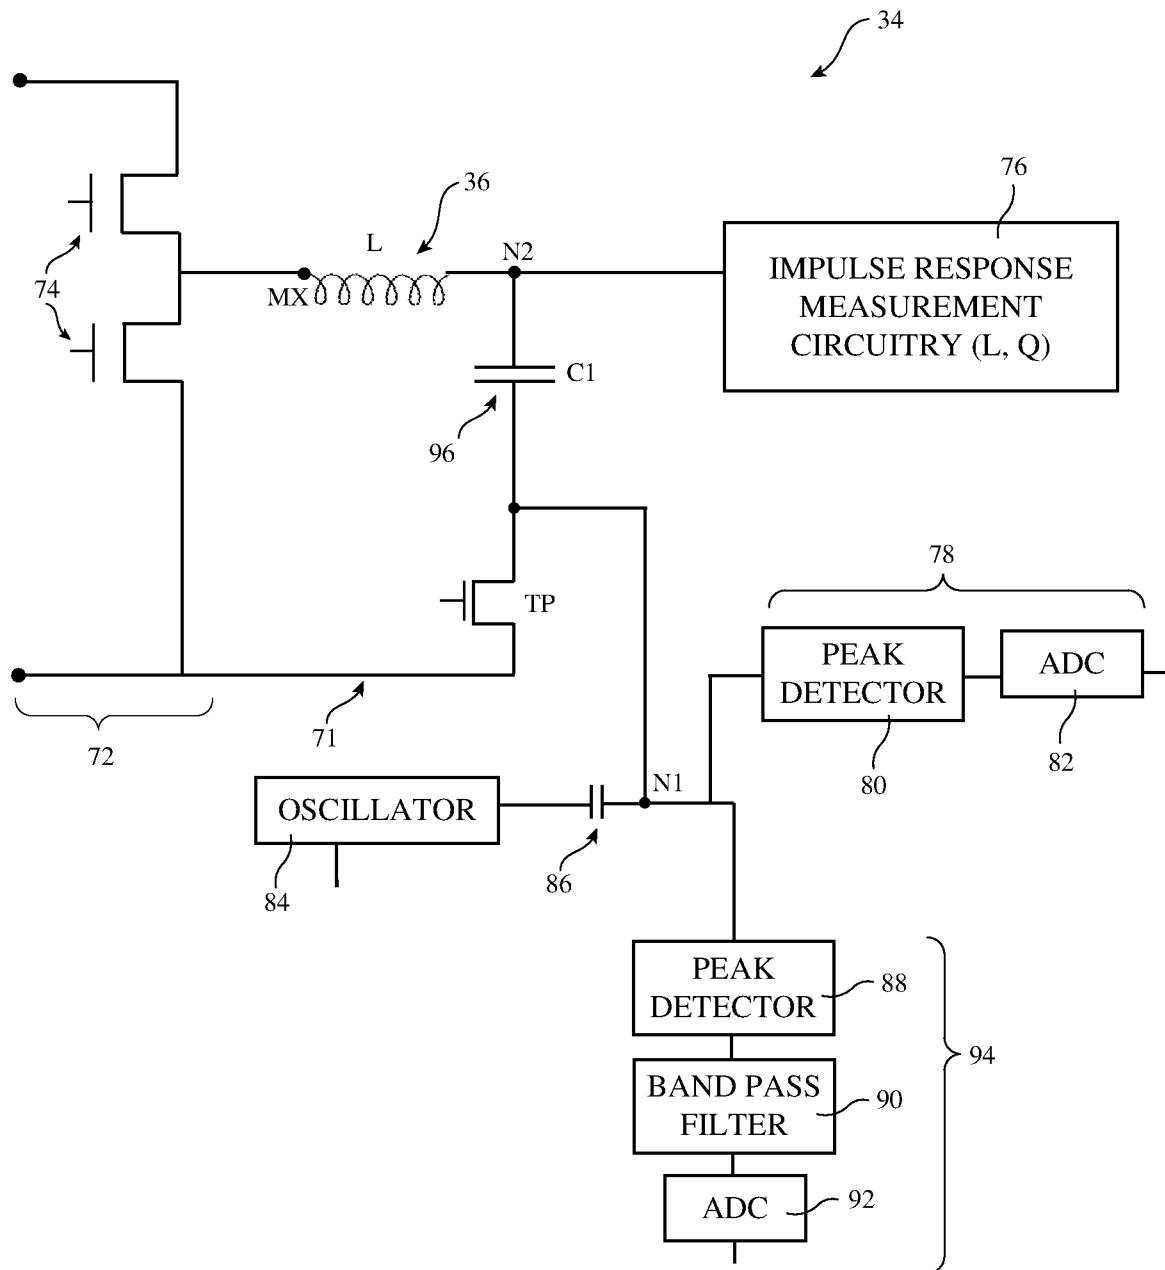 34
36
76
L
N2
IMPULSE RESPONSE
MEASUREMENT
CIRCUITRY (L, Q)
74
MX
C1
96
78
TP
PEAK
DETECTOR
ADC
72
71
80
82
N1
OSCILLATOR
84
86
PEAK
DETECTOR
88
94
BAND PASS
FILTER
90
ADC
92